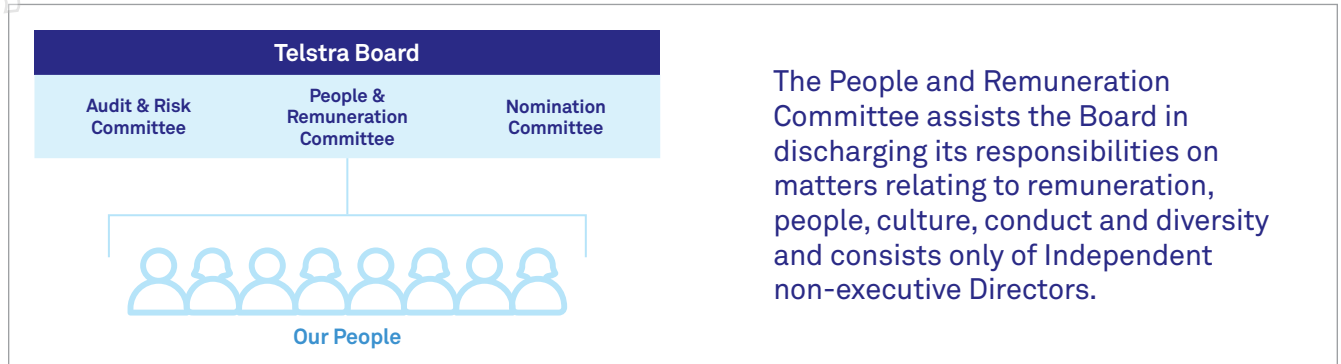 Telstra Board
Audit & Risk
Committee
People &
Remuneration
Committee
Nomination
Committee
Our People
The People and Remuneration
Committee assists the Board in
discharging its responsibilities on
matters relating to remuneration,
people, culture, conduct and diversity
and consists only of Independent
non-executive Directors.